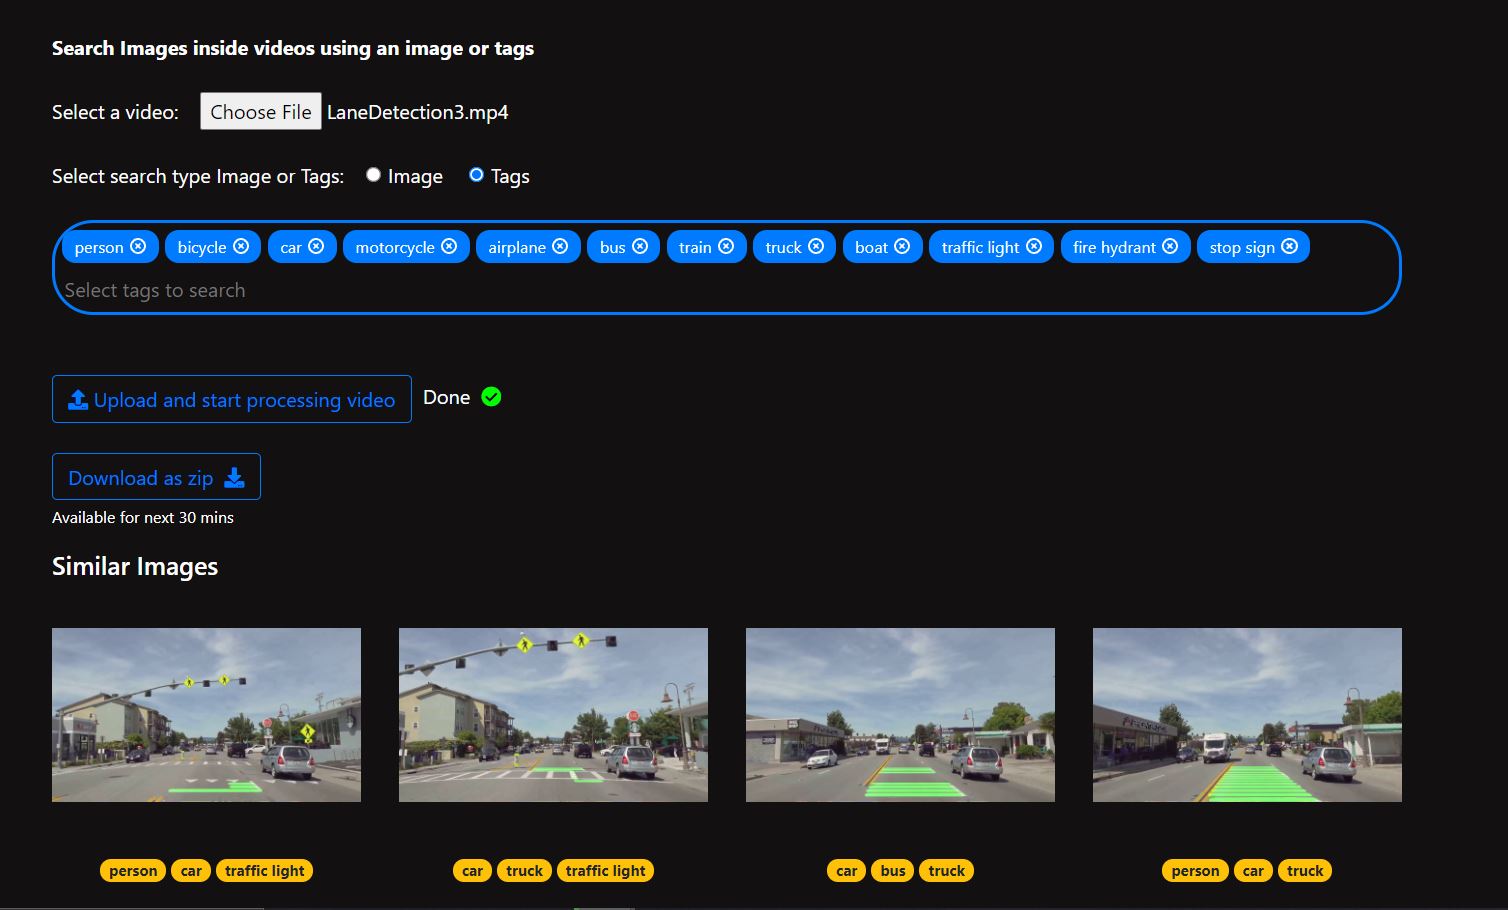 Search Images inside videos using an image or tags
Select a video: Choose File LaneDetection3.mp4
Select search type Image or Tags: Image Tags
person bicycle car motorcycle airplane bus train truck boat traffic light fire hydrant stop sign
Select tags to search
Upload and start processing video Done
Download as zip
Available for next 30 mins
Similar Images
person car traffic light
car truck traffic light
car bus truck
person car truck